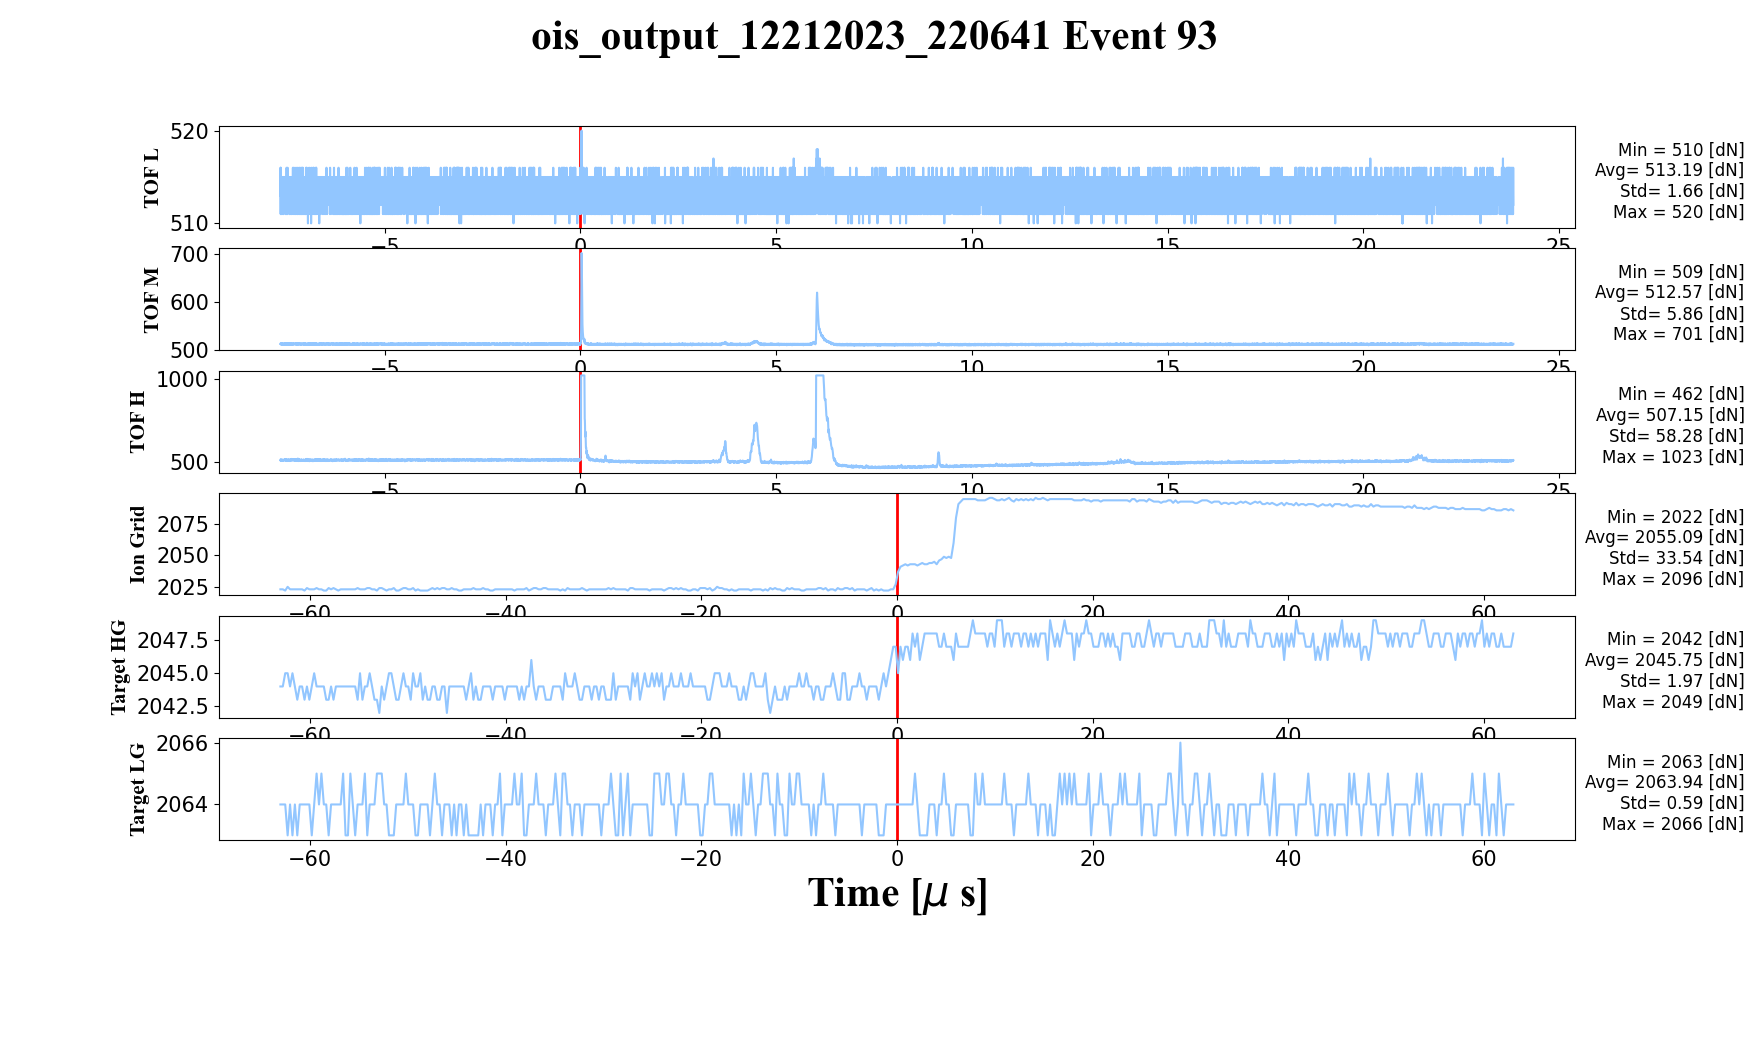 ois_output_12212023_220641 Event 93
520
510
TOF L
−5 0 5 10 15 20 25
Min = 510 [dN]
Avg= 513.19 [dN]
Std= 1.66 [dN]
Max = 520 [dN]
700
600
500
TOF M
−5 0 5 10 15 20 25
Min = 509 [dN]
Avg= 512.57 [dN]
Std= 5.86 [dN]
Max = 701 [dN]
1000
500
TOF H
−5 0 5 10 15 20 25
Min = 462 [dN]
Avg= 507.15 [dN]
Std= 58.28 [dN]
Max = 1023 [dN]
2075
2050
2025
Ion Grid
−60 −40 −20 0 20 40 60
Min = 2022 [dN]
Avg= 2055.09 [dN]
Std= 33.54 [dN]
Max = 2096 [dN]
2047.5
2045.0
2042.5
Target HG
−60 −40 −20 0 20 40 60
Min = 2042 [dN]
Avg= 2045.75 [dN]
Std= 1.97 [dN]
Max = 2049 [dN]
2066
2064
Target LG
−60 −40 −20 0 20 40 60
Min = 2063 [dN]
Avg= 2063.94 [dN]
Std= 0.59 [dN]
Max = 2066 [dN]
Time [μ s]